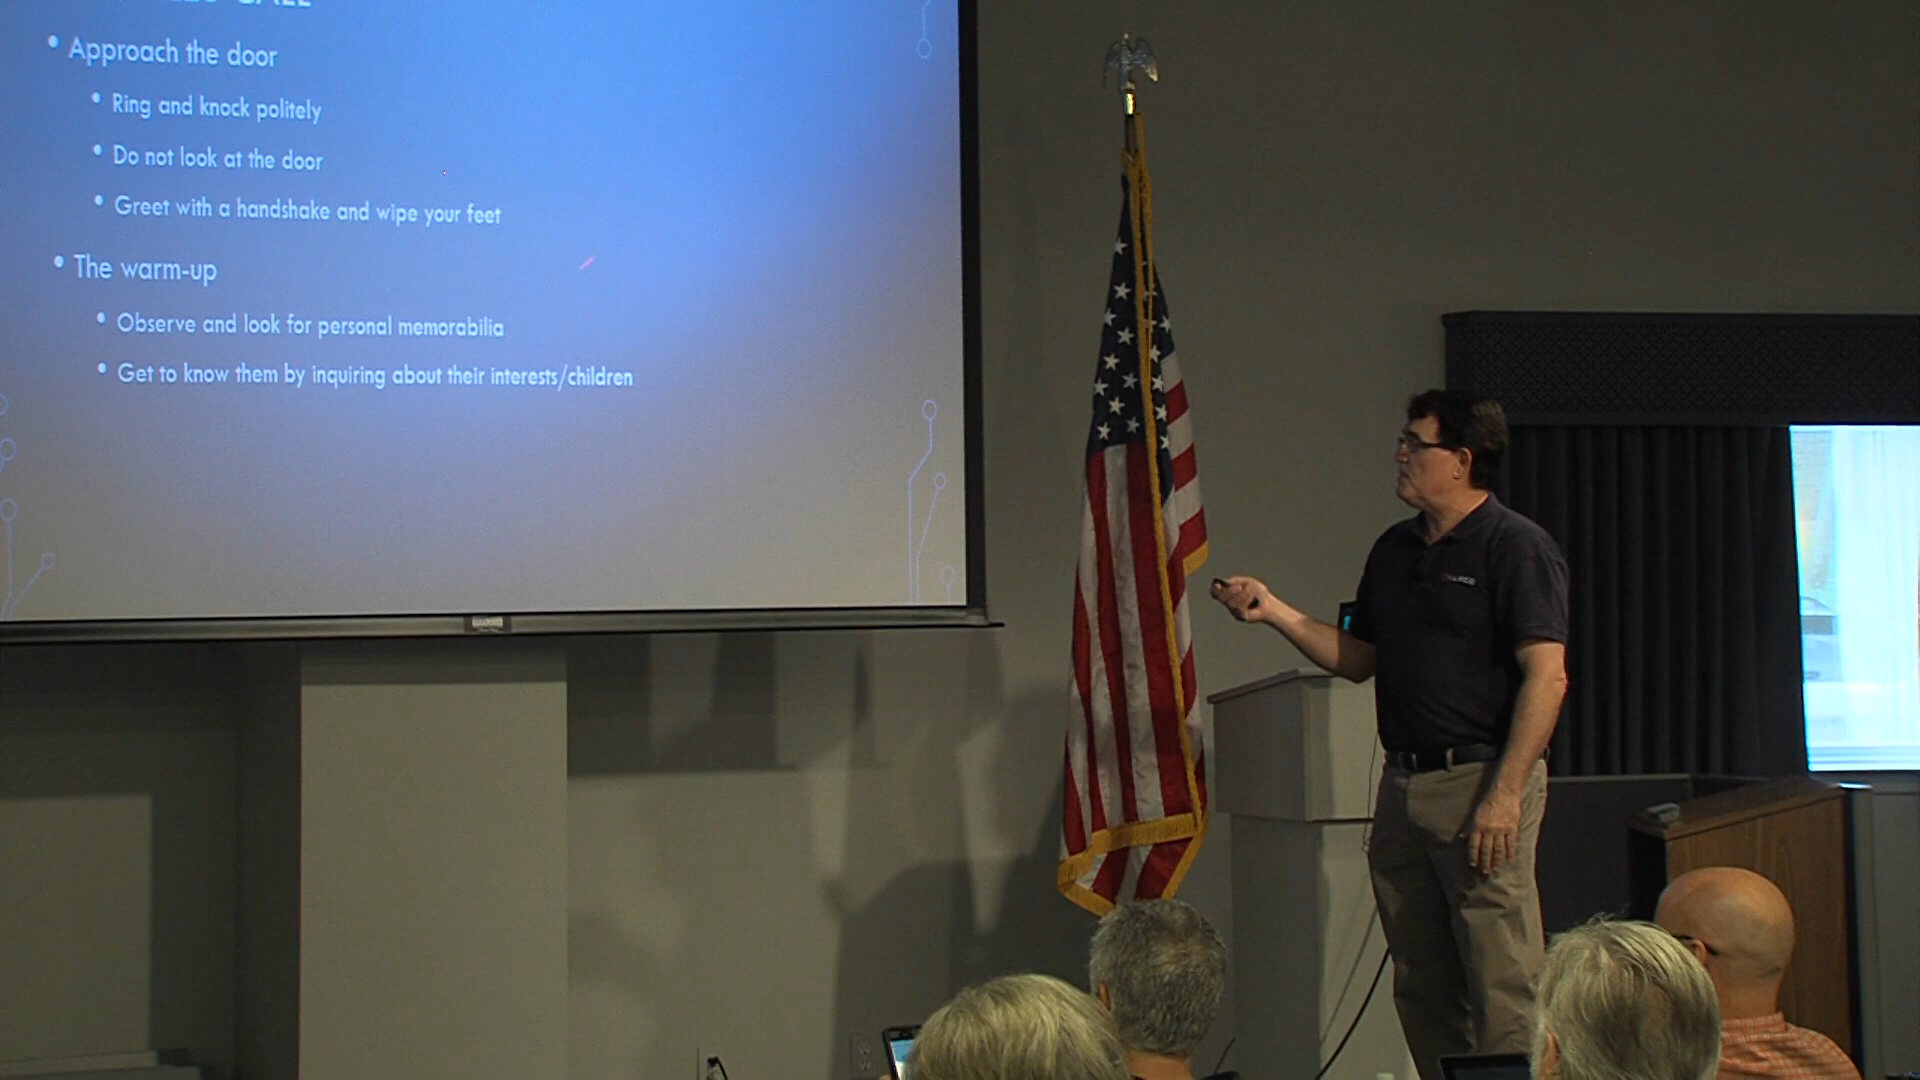 CALL
• Approach the door
• Ring and knock politely
• Do not look at the door
• Greet with a handshake and wipe your feet
• The warm-up
• Observe and look for personal memorabilia
• Get to know them by inquiring about their interests/children